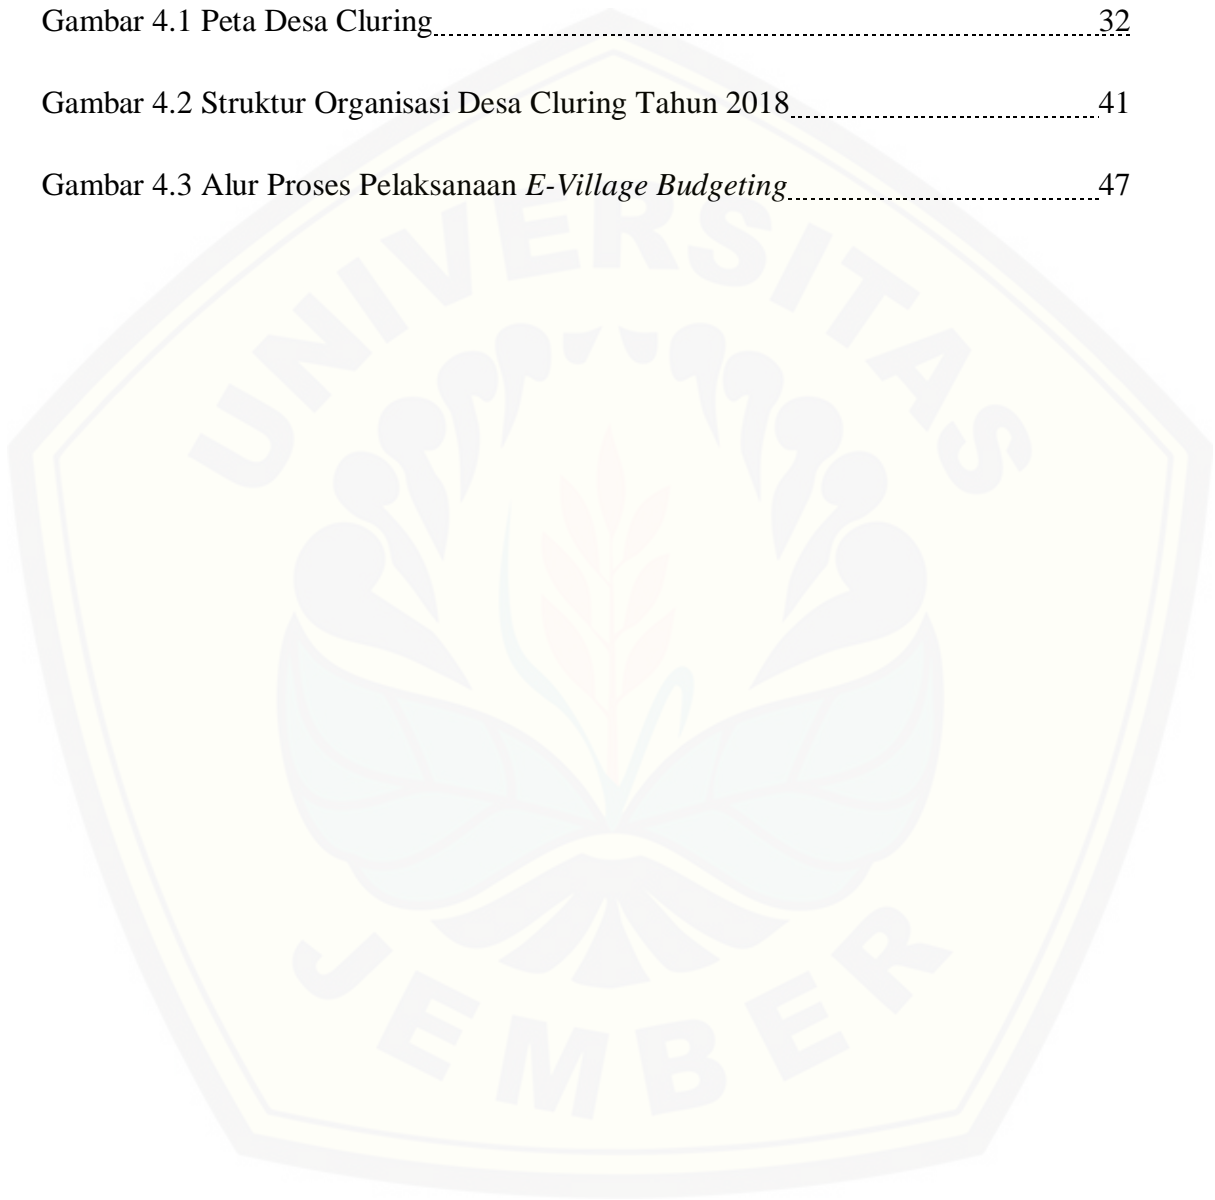 Gambar 4.1 Peta Desa Cluring 32
Gambar 4.2 Struktur Organisasi Desa Cluring Tahun 2018 41
Gambar 4.3 Alur Proses Pelaksanaan E-Village Budgeting 47
UNIVERSITAS
JEMBER